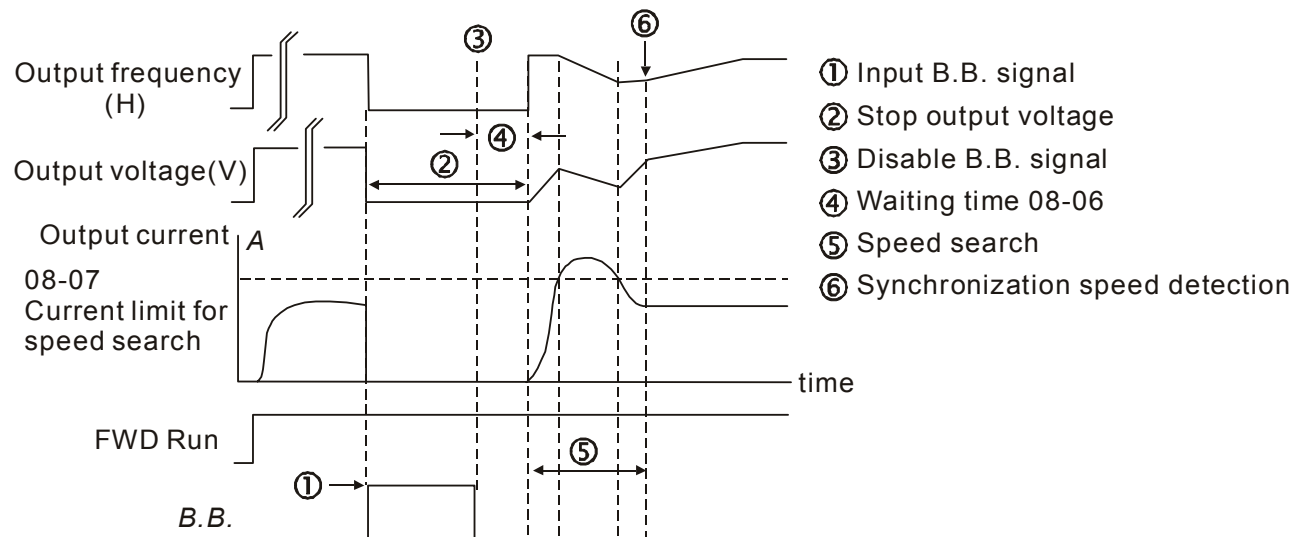 ⑥
③
Output frequency
(H)
④
Output voltage(V)
②
① Input B.B. signal
② Stop output voltage
③ Disable B.B. signal
④ Waiting time 08-06
⑤ Speed search
⑥ Synchronization speed detection
Output current
A
08-07
Current limit for
speed search
time
FWD Run
⑤
①
B.B.